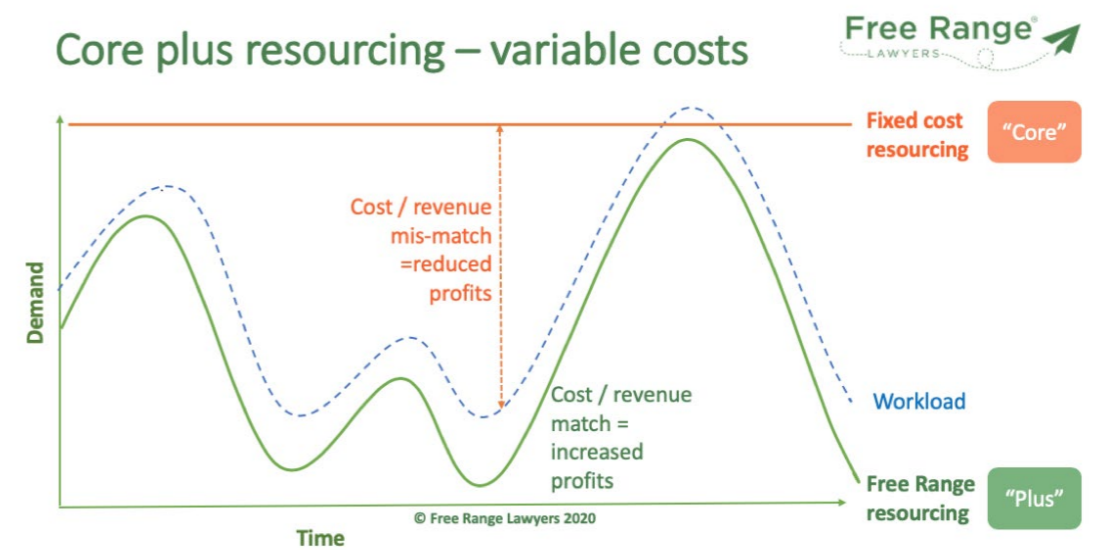 Core plus resourcing – variable costs
Free Range®
LAWYERS
Fixed cost
resourcing
“Core”
Cost / revenue
mis-match
=reduced
profits
Demand
Cost / revenue
match =
increased
profits
Workload
Free Range
resourcing
“Plus”
© Free Range Lawyers 2020
Time